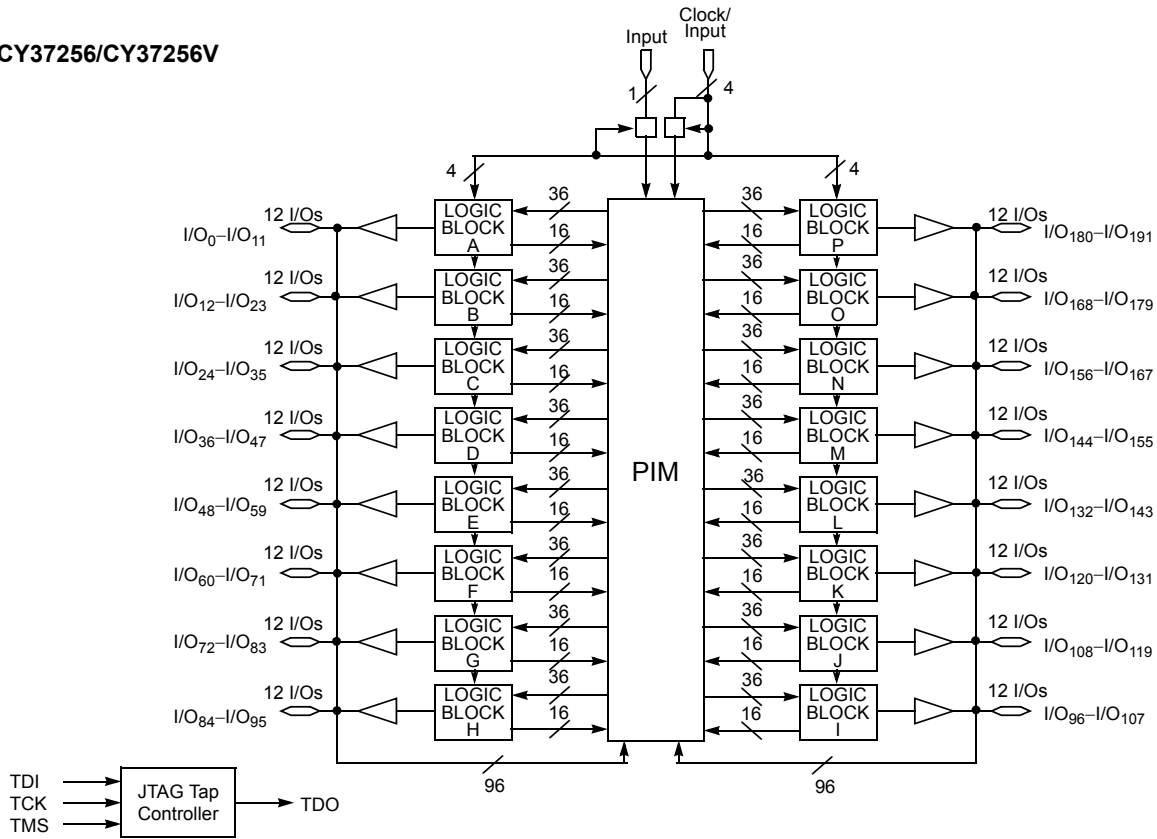 CY37256/CY37256V
Clock/
Input
Input
1
4
4
4
12 I/Os
I/O0–I/O11
LOGIC
BLOCK
A
36
16
36
16
LOGIC
BLOCK
P
12 I/Os
I/O180–I/O191
12 I/Os
I/O12–I/O23
LOGIC
BLOCK
B
36
16
36
16
LOGIC
BLOCK
O
12 I/Os
I/O168–I/O179
12 I/Os
I/O24–I/O35
LOGIC
BLOCK
C
36
16
36
16
LOGIC
BLOCK
N
12 I/Os
I/O156–I/O167
12 I/Os
I/O36–I/O47
LOGIC
BLOCK
D
36
16
PIM
36
16
LOGIC
BLOCK
M
12 I/Os
I/O144–I/O155
12 I/Os
I/O48–I/O59
LOGIC
BLOCK
E
36
16
36
16
LOGIC
BLOCK
L
12 I/Os
I/O132–I/O143
12 I/Os
I/O60–I/O71
LOGIC
BLOCK
F
36
16
36
16
LOGIC
BLOCK
K
12 I/Os
I/O120–I/O131
12 I/Os
I/O72–I/O83
LOGIC
BLOCK
G
36
16
36
16
LOGIC
BLOCK
J
12 I/Os
I/O108–I/O119
12 I/Os
I/O84–I/O95
LOGIC
BLOCK
H
36
16
36
16
LOGIC
BLOCK
I
12 I/Os
I/O96–I/O107
96
96
TDI
TCK
TMS
JTAG Tap
Controller
TDO